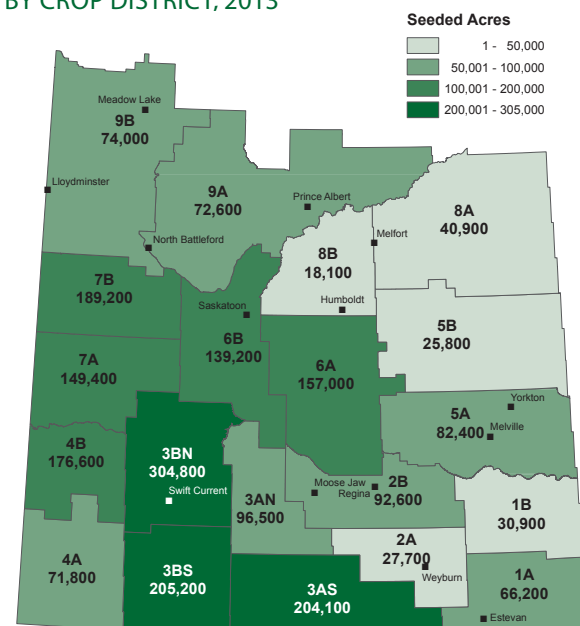 BY CROP DISTRICT, 2013
Seeded Acres
1 - 50,000
50,001 - 100,000
100,001 - 200,000
200,001 - 305,000
Meadow Lake
9B
74,000
Lloydminster
9A
72,600
Prince Albert
North Battleford
8A
40,900
Melfort
8B
18,100
Humboldt
7B
189,200
Saskatoon
6B
139,200
5B
25,800
7A
149,400
6A
157,000
Yorkton
5A
82,400
Melville
4B
176,600
3BN
304,800
Swift Current
3AN
96,500
Moose Jaw
Regina
2B
92,600
1B
30,900
2A
27,700
Weyburn
4A
71,800
3BS
205,200
3AS
204,100
1A
66,200
Estevan